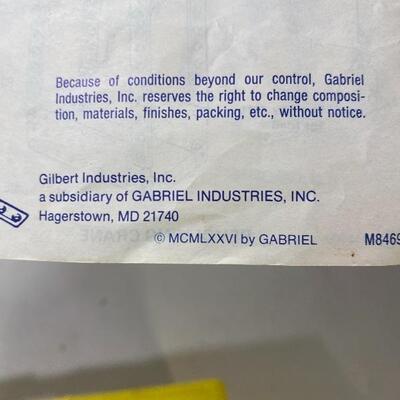 Because of conditions beyond our control, Gabriel
Industries, Inc. reserves the right to change composi-
tion, materials, finishes, packing, etc., without notice.
Gilbert Industries, Inc.
a subsidiary of GABRIEL INDUSTRIES, INC.
Hagerstown, MD 21740
© MCMLXXVI by GABRIEL M8469